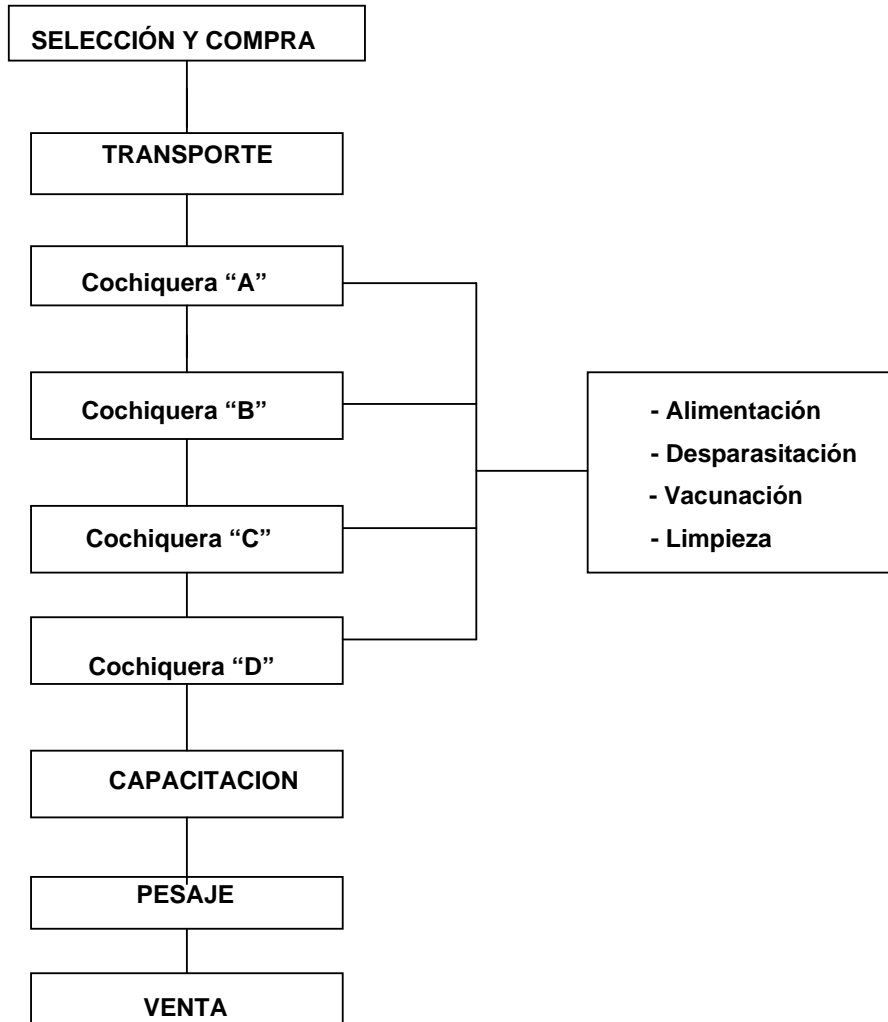 SELECCIÓN Y COMPRA
TRANSPORTE
Cochiquera “A”
Cochiquera “B”
Cochiquera “C”
Cochiquera “D”
- Alimentación
- Desparasitación
- Vacunación
- Limpieza
CAPACITACION
PESAJE
VENTA